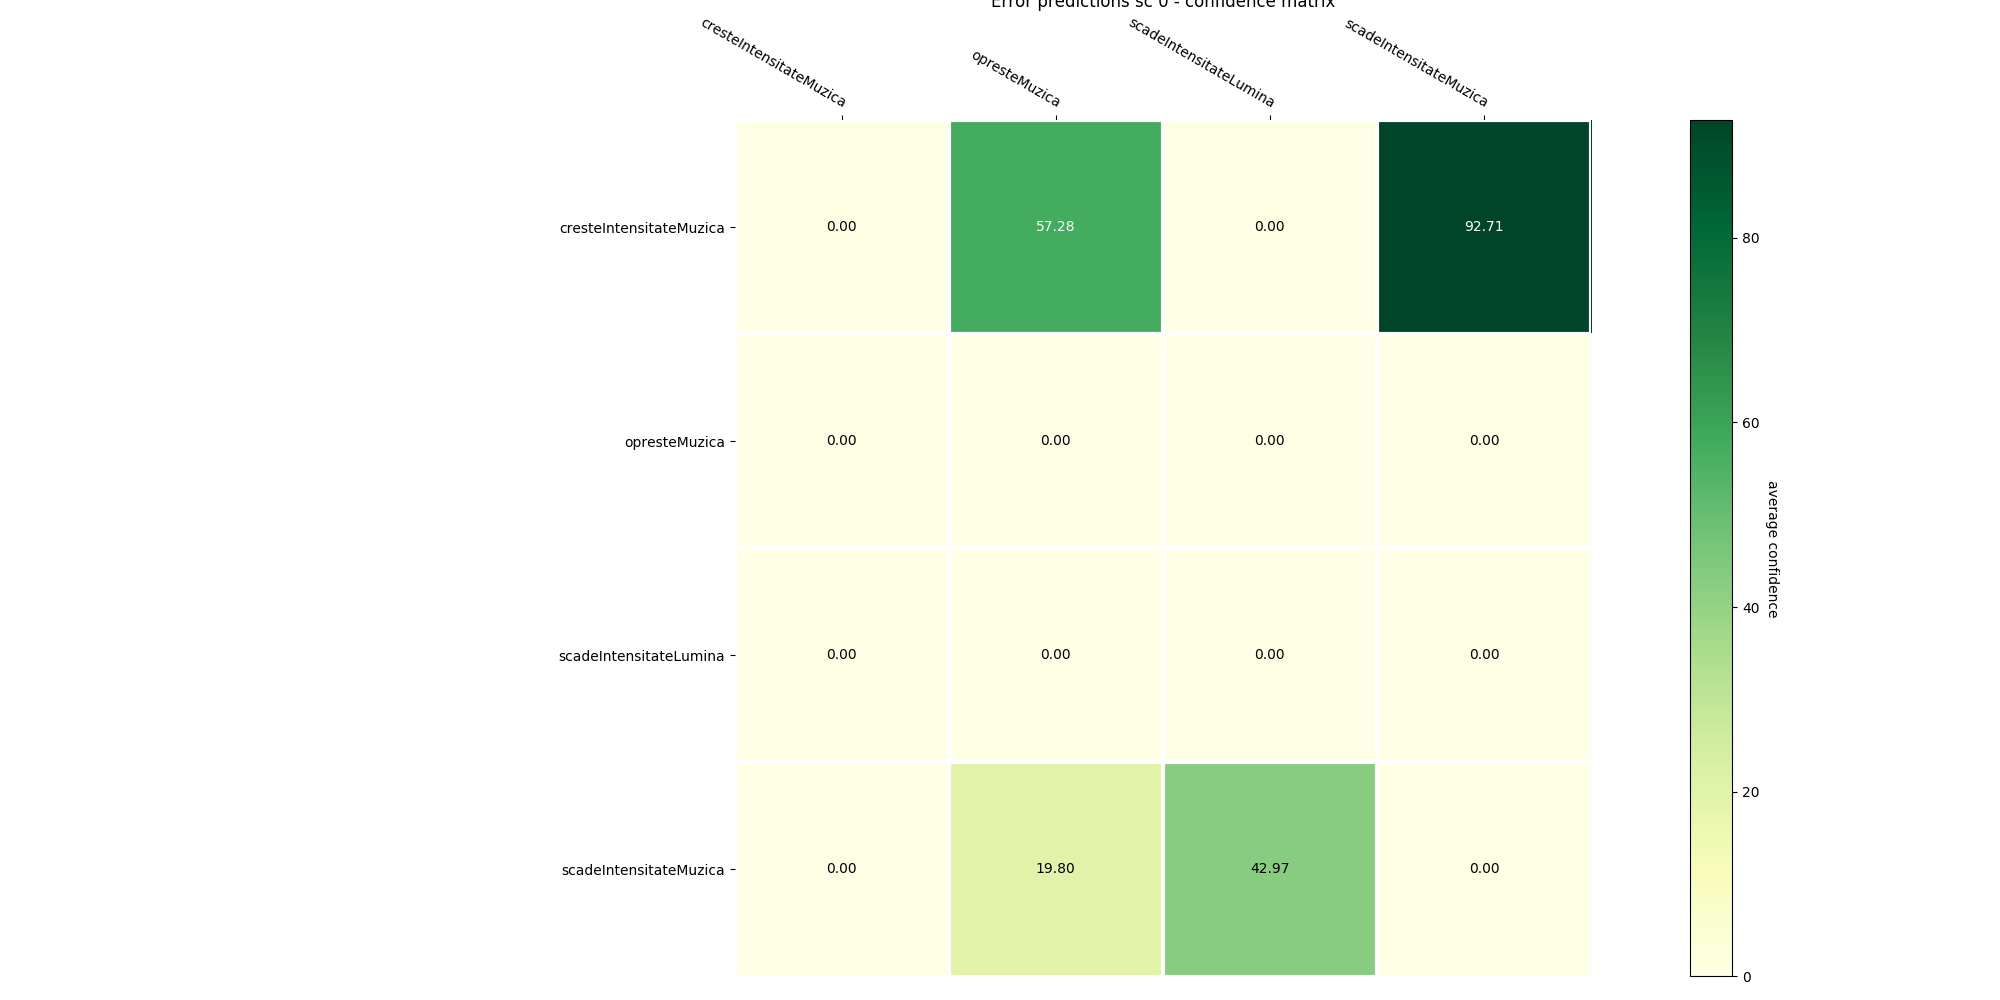 Error predictions sc 0 - confidence matrix
cresteIntensitateMuzica
opresteMuzica
scadeIntensitateLumina
scadeIntensitateMuzica
cresteIntensitateMuzica 0.00 57.28 0.00 92.71
opresteMuzica 0.00 0.00 0.00 0.00
scadeIntensitateLumina 0.00 0.00 0.00 0.00
scadeIntensitateMuzica 0.00 19.80 42.97 0.00
80
60
40
20
0
average confidence